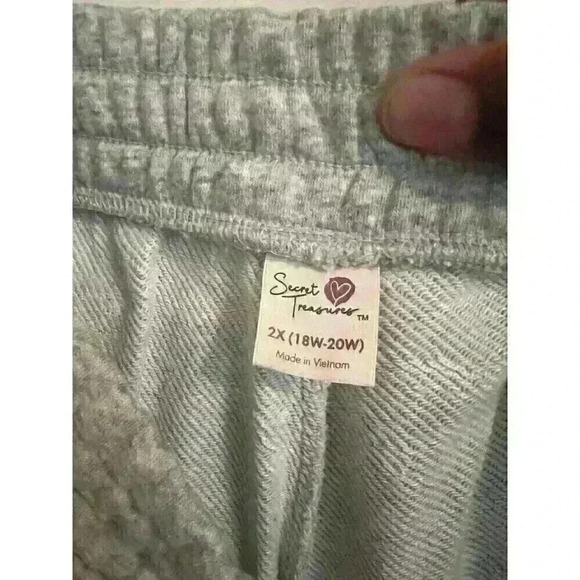 Secret
Treasures™
2X (18W-20W)
Made in Vietnam